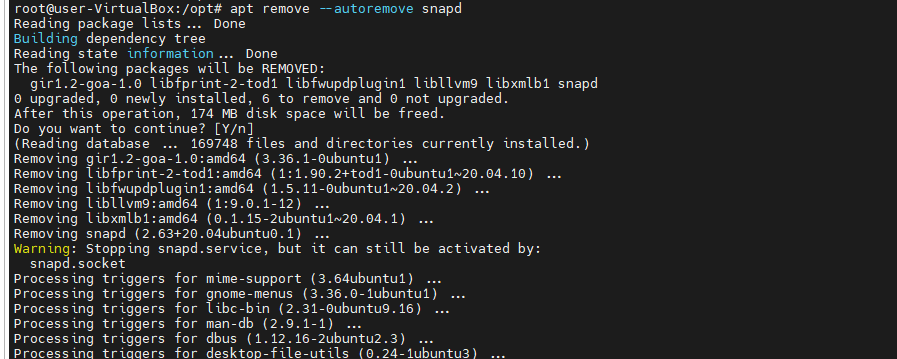 root@user-VirtualBox:/opt# apt remove --autoremove snapd
Reading package lists... Done
Building dependency tree
Reading state information... Done
The following packages will be REMOVED:
  gir1.2-goa-1.0 libfprint-2-tod1 libfwupdplugin1 libllvm9 libxmlb1 snapd
0 upgraded, 0 newly installed, 6 to remove and 0 not upgraded.
After this operation, 174 MB disk space will be freed.
Do you want to continue? [Y/n]
(Reading database ... 169748 files and directories currently installed.)
Removing gir1.2-goa-1.0:amd64 (3.36.1-0ubuntu1) ...
Removing libfprint-2-tod1:amd64 (1:1.90.2+tod1-0ubuntu1~20.04.10) ...
Removing libfwupdplugin1:amd64 (1.5.11-0ubuntu1~20.04.2) ...
Removing libllvm9:amd64 (1:9.0.1-12) ...
Removing libxmlb1:amd64 (0.1.15-2ubuntu1~20.04.1) ...
Removing snapd (2.63+20.04ubuntu0.1) ...
Warning: Stopping snapd.service, but it can still be activated by:
  snapd.socket
Processing triggers for mime-support (3.64ubuntu1) ...
Processing triggers for gnome-menus (3.36.0-1ubuntu1) ...
Processing triggers for libc-bin (2.31-0ubuntu9.16) ...
Processing triggers for man-db (2.9.1-1) ...
Processing triggers for dbus (1.12.16-2ubuntu2.3) ...
Processing triggers for desktop-file-utils (0.24-1ubuntu3) ...